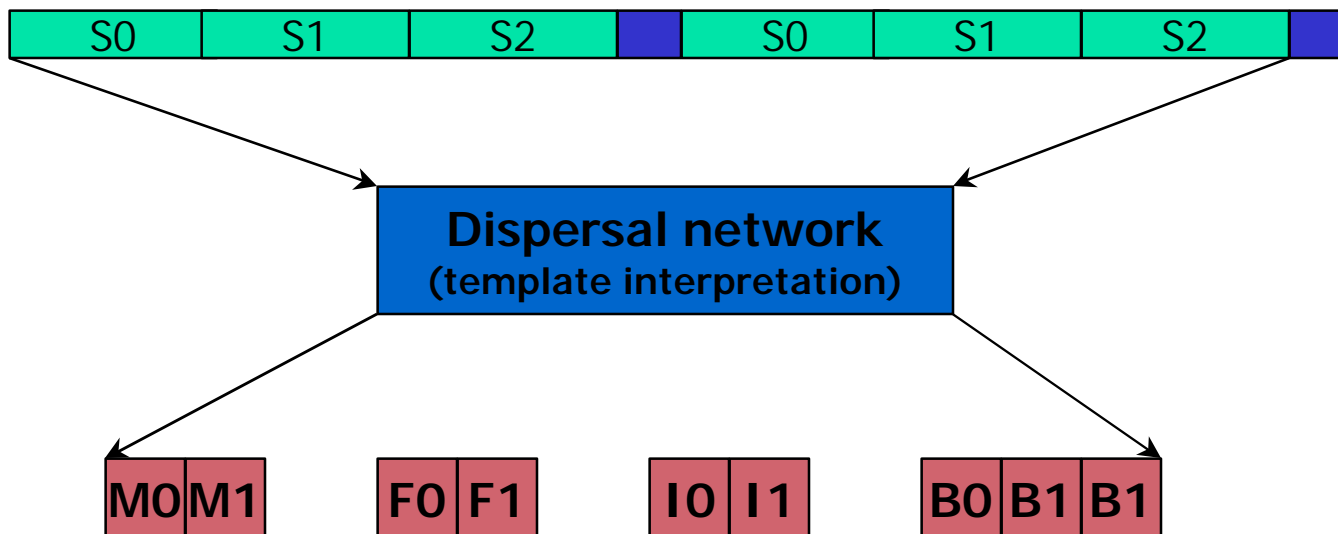 S0 S1 S2 S0 S1 S2
Dispersal network
(template interpretation)
M0 M1 F0 F1 I0 I1 B0 B1 B1